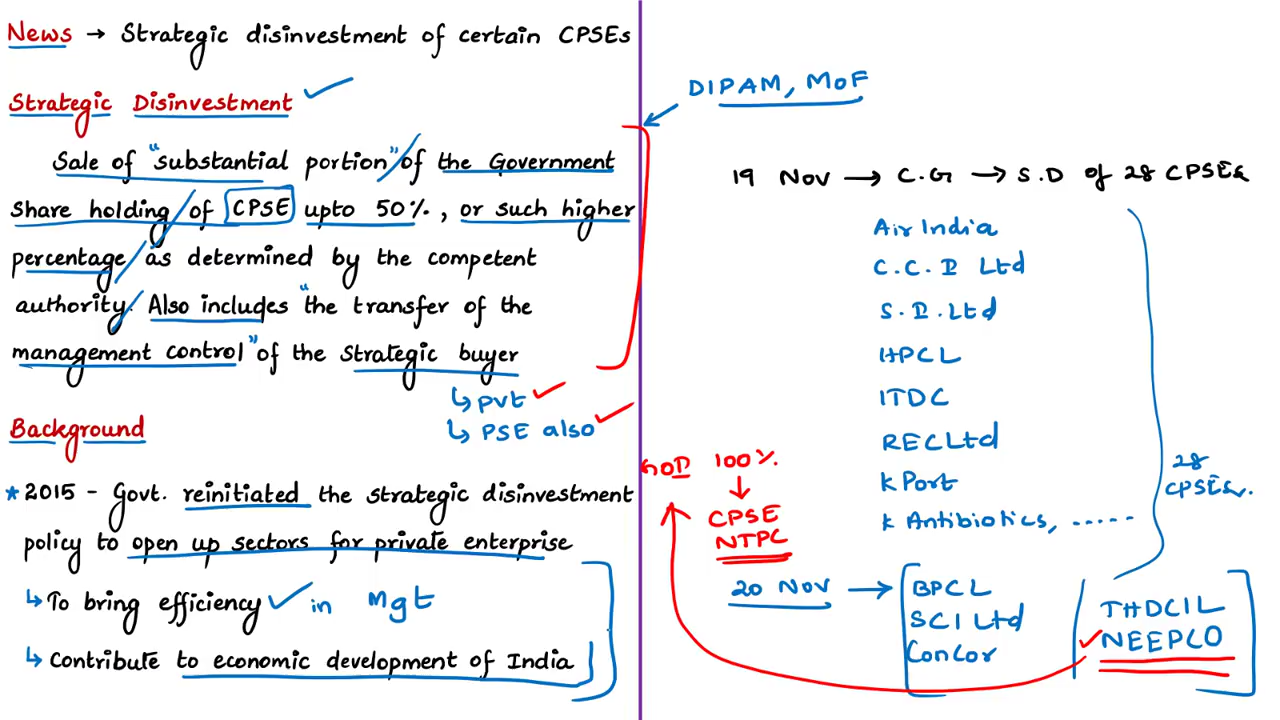 News → Strategic disinvestment of certain CPSEs
Strategic Disinvestment ✓
Sale of "substantial portion" of the Government
Share holding of CPSE upto 50%, or such higher
percentage as determined by the competent
authority. Also includes "the transfer of the
management control" of the strategic buyer
↳ Pvt ✓
↳ PSE also ✓
Background
* 2015 - Govt. reinitiated the strategic disinvestment
policy to open up sectors for private enterprise
↳ To bring efficiency ✓ in Mgt
↳ Contribute to economic development of India
DIPAM, MoF
19 Nov → C.G → S.D of 28 CPSEs
Air India
C.C.I Ltd
S.I.Ltd
HPCL
ITDC
RECLtd
K Port
K Antibiotics, ......
28
CPSEs.
GOI 100%
↓
CPSE
NTPC
20 Nov → BPCL
SCI Ltd
ConCor
THDCIL
✓ NEEPCO